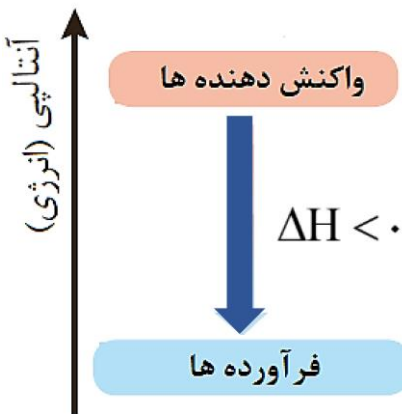 آنتالپی (انرژی)
واکنش دهنده ها
ΔH < ۰
فرآورده ها